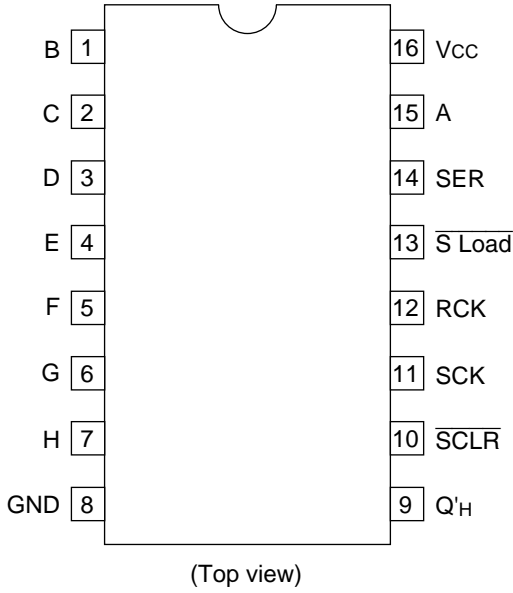 B 1 16 VCC
C 2 15 A
D 3 14 SER
E 4 13 S Load
F 5 12 RCK
G 6 11 SCK
H 7 10 SCLR
GND 8 9 Q'H
(Top view)